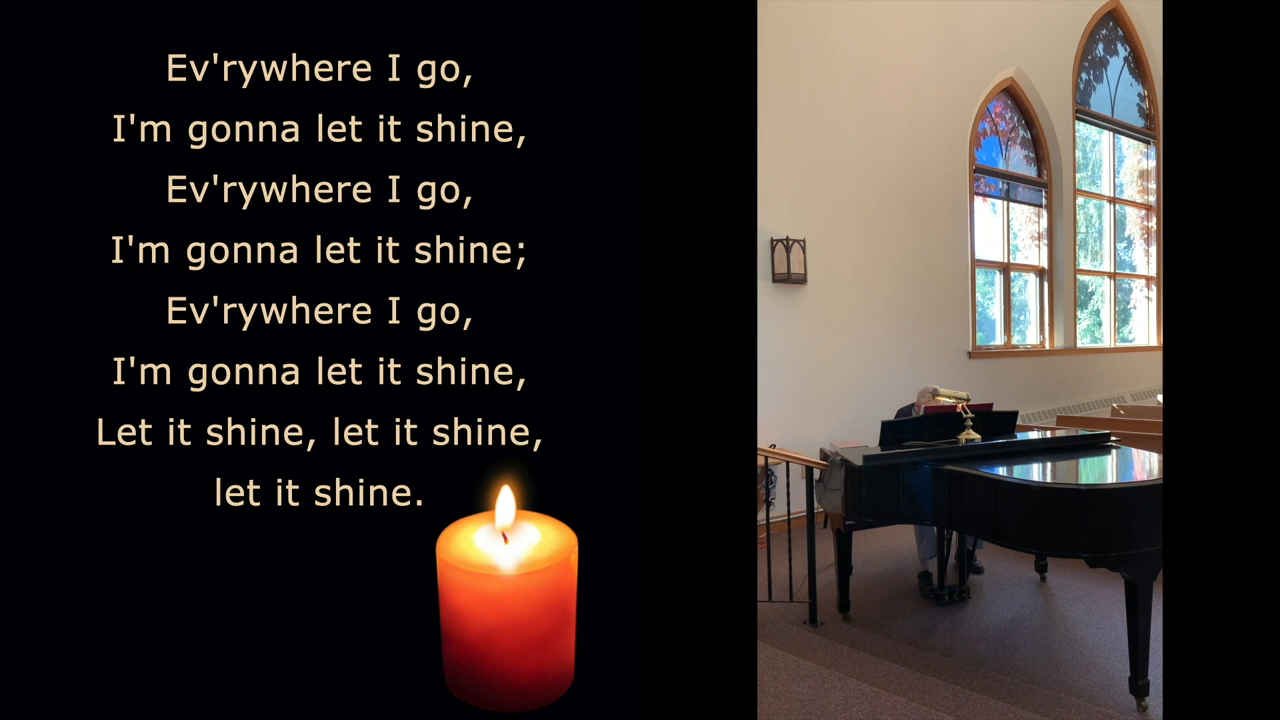 Ev'rywhere I go,
I'm gonna let it shine,
Ev'rywhere I go,
I'm gonna let it shine;
Ev'rywhere I go,
I'm gonna let it shine,
Let it shine, let it shine,
let it shine.